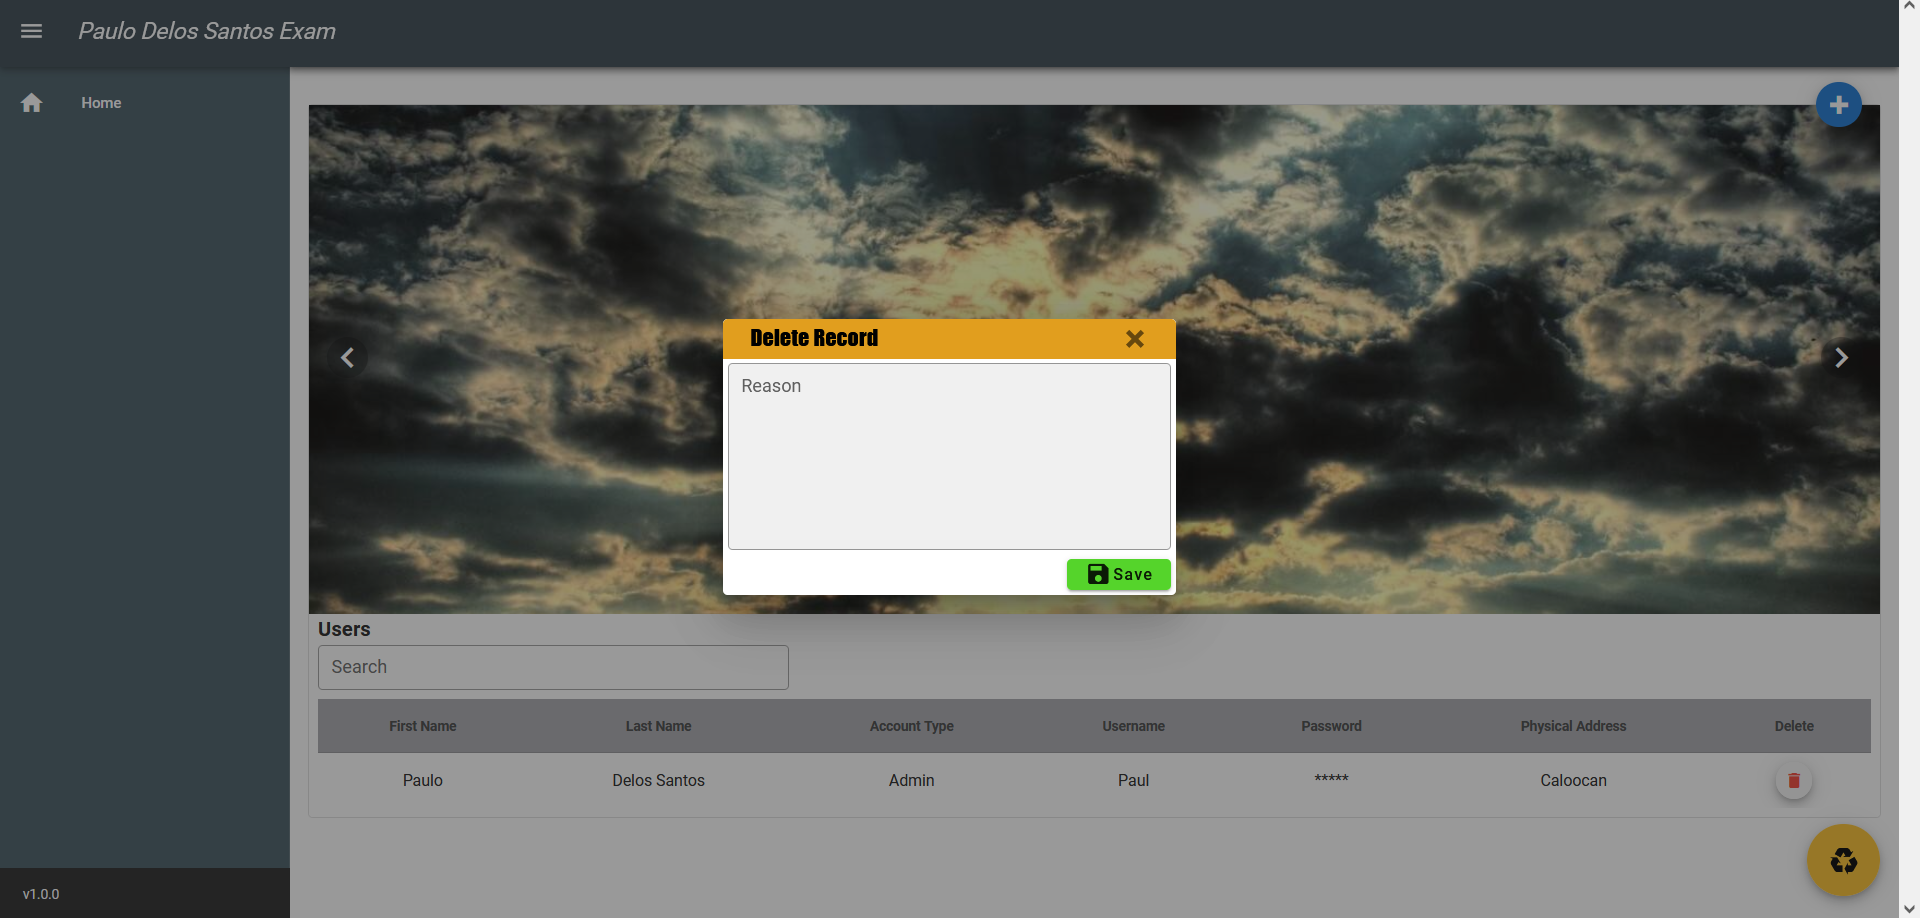 Paulo Delos Santos Exam
Home
Delete Record
Reason
Save
Users
Search
First Name Last Name Account Type Username Password Physical Address Delete
Paulo Delos Santos Admin Paul ***** Caloocan
v1.0.0